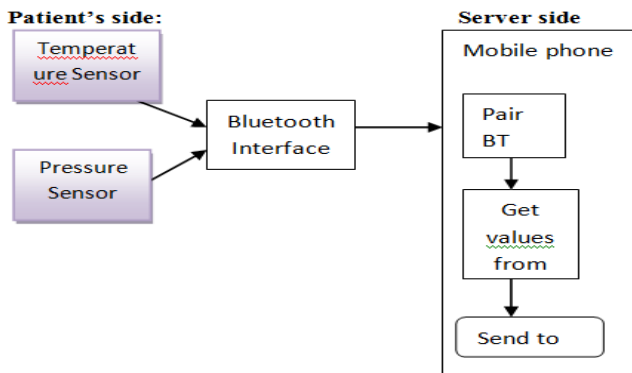 Patient's side:
Temperat
ure Sensor
Pressure
Sensor
Bluetooth
Interface
Server side
Mobile phone
Pair
BT
Get
values
from
Send to